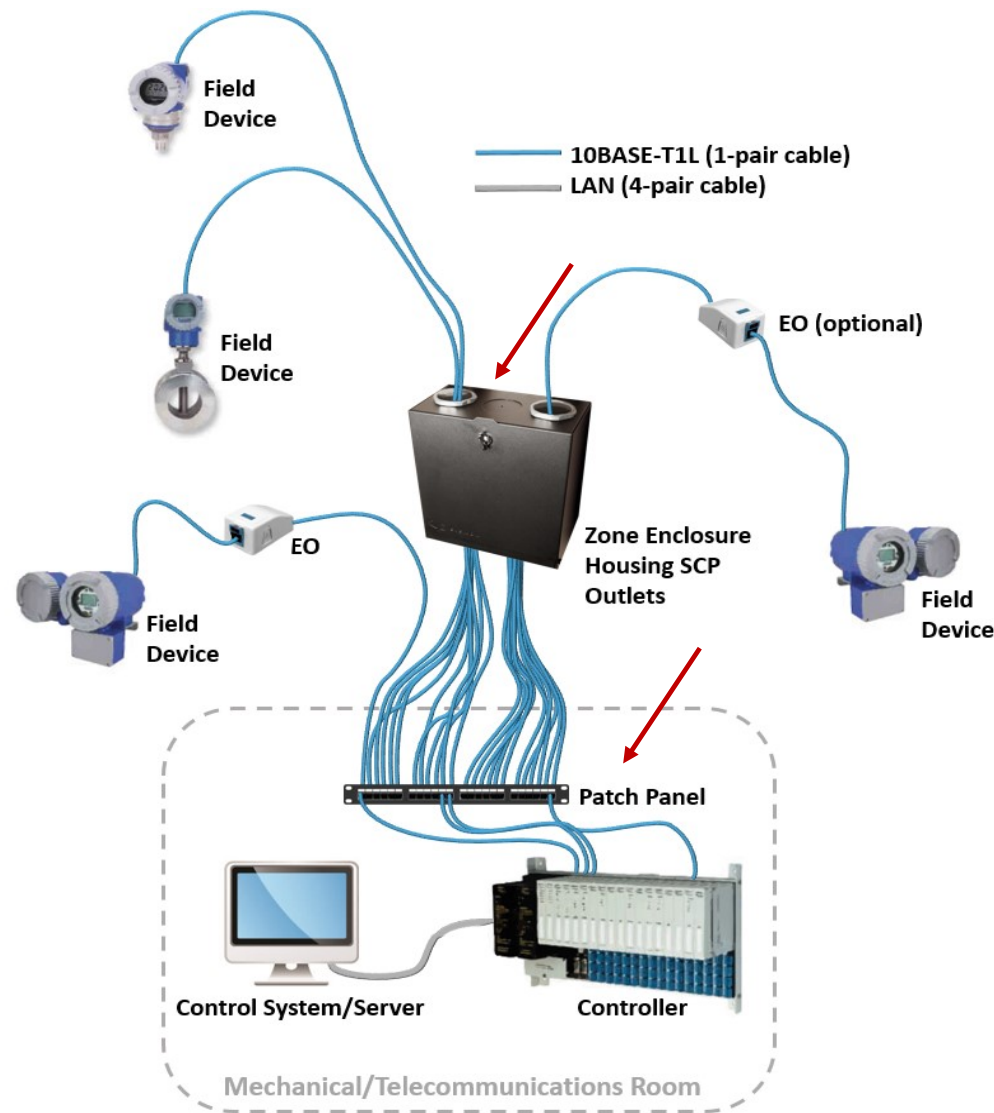 Field
Device
10BASE-T1L (1-pair cable)
LAN (4-pair cable)
EO (optional)
Field
Device
Zone Enclosure
Housing SCP
Outlets
EO
Field
Device
Field
Device
Patch Panel
Control System/Server
Controller
Mechanical/Telecommunications Room